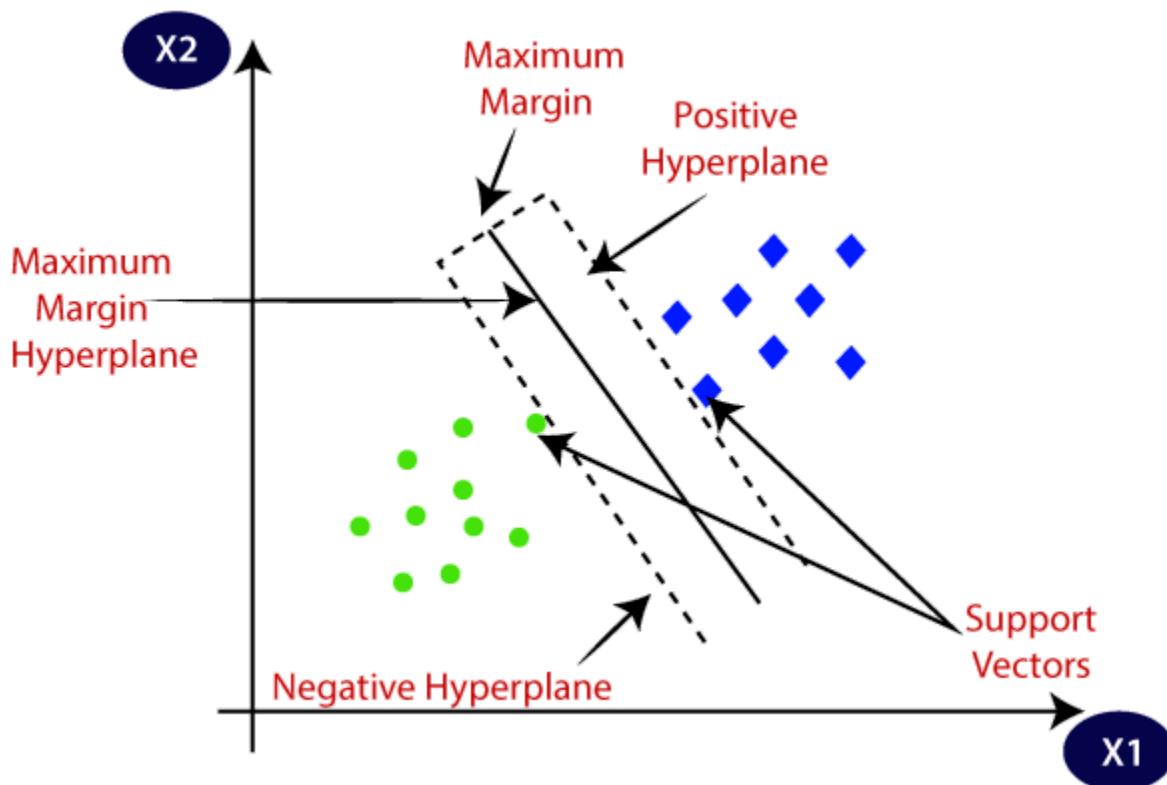 X2
Maximum
Margin
Positive
Hyperplane
Maximum
Margin
Hyperplane
Support
Vectors
Negative Hyperplane
X1